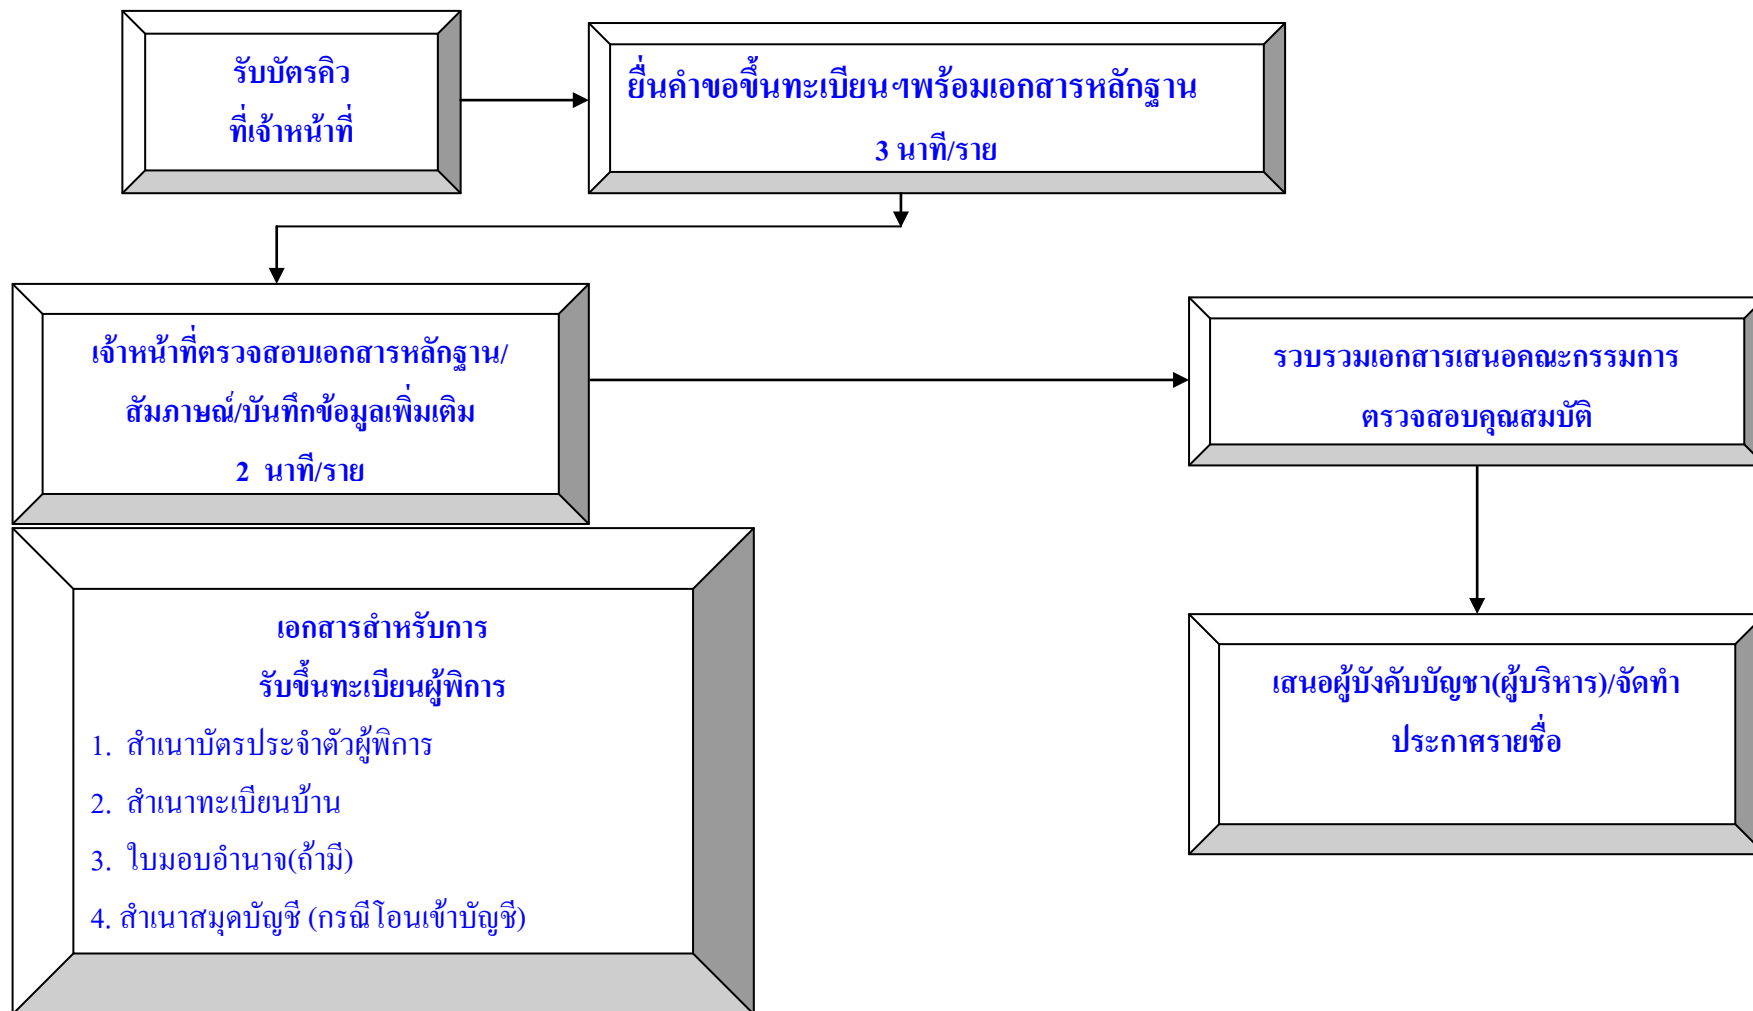 รับบัตรคิว
ที่เจ้าหน้าที่
ยื่นคำขอขึ้นทะเบียนฯพร้อมเอกสารหลักฐาน
3 นาที/ราย
เจ้าหน้าที่ตรวจสอบเอกสารหลักฐาน/
สัมภาษณ์/บันทึกข้อมูลเพิ่มเติม
2 นาที/ราย
รวบรวมเอกสารเสนอคณะกรรมการ
ตรวจสอบคุณสมบัติ
เสนอผู้บังคับบัญชา(ผู้บริหาร)/จัดทำ
ประกาศรายชื่อ
เอกสารสำหรับการ
รับขึ้นทะเบียนผู้พิการ
1. สำเนาบัตรประจำตัวผู้พิการ
2. สำเนาทะเบียนบ้าน
3. ใบมอบอำนาจ(ถ้ามี)
4. สำเนาสมุดบัญชี (กรณีโอนเข้าบัญชี)